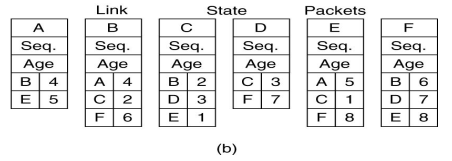 Link State Packets
A B C D E F
Seq. Seq. Seq. Seq. Seq. Seq.
Age Age Age Age Age Age
B 4 A 4 B 2 C 3 A 5 B 6
E 5 C 2 D 3 F 7 C 1 D 7
F 6 E 1 F 8 E 8
(b)